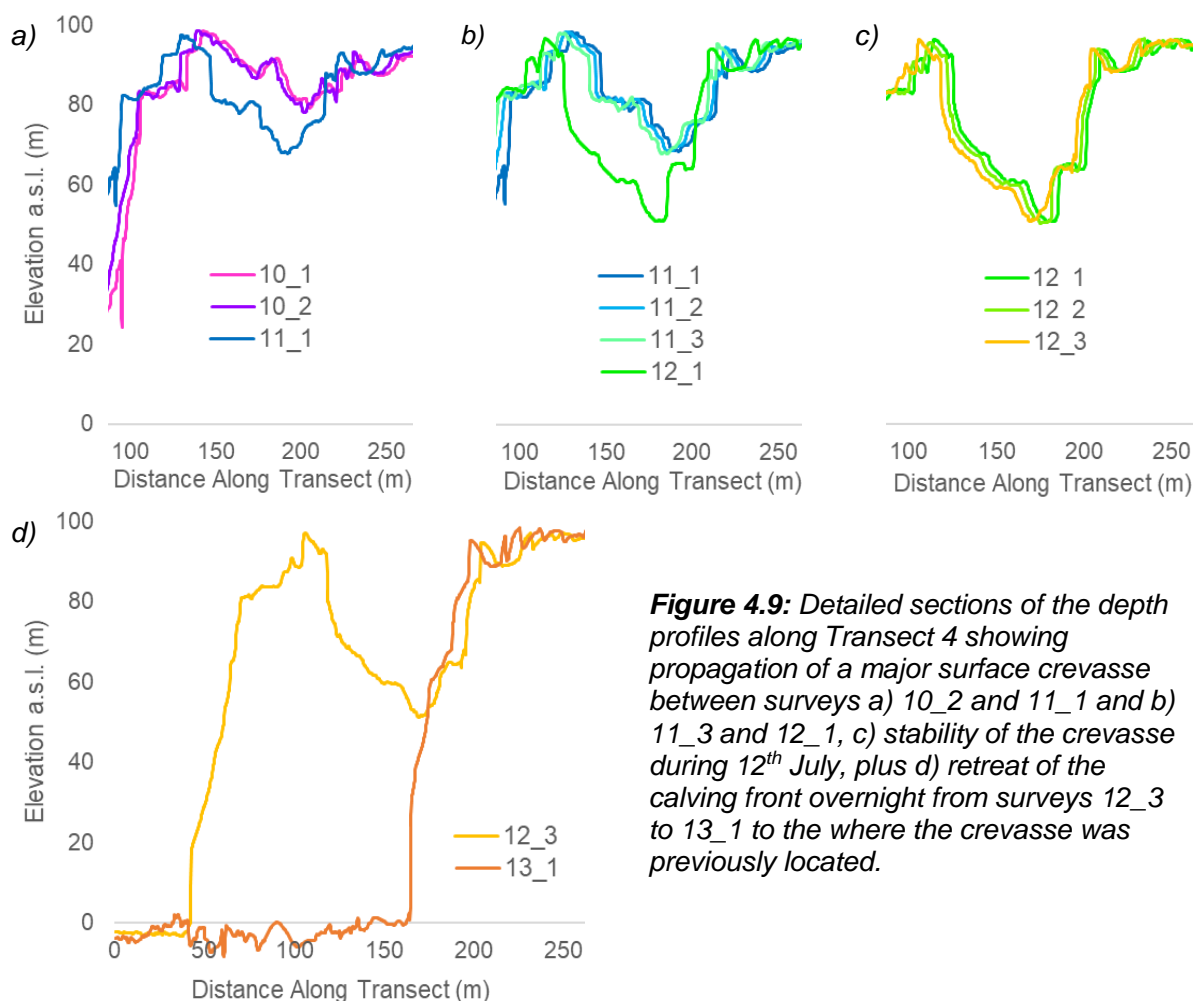 a)
Elevation a.s.l. (m)
100
80
60
40
20
0
10_1
10_2
11_1
100 150 200 250
Distance Along Transect (m)
b)
11_1
11_2
11_3
12_1
100 150 200 250
Distance Along Transect (m)
c)
12 1
12 2
12_3
100 150 200 250
Distance Along Transect (m)
d)
Elevation a.s.l. (m)
100
80
60
40
20
0
12_3
13_1
0 50 100 150 200 250
Distance Along Transect (m)
Figure 4.9: Detailed sections of the depth
profiles along Transect 4 showing
propagation of a major surface crevasse
between surveys a) 10_2 and 11_1 and b)
11_3 and 12_1, c) stability of the crevasse
during 12th July, plus d) retreat of the
calving front overnight from surveys 12_3
to 13_1 to the where the crevasse was
previously located.